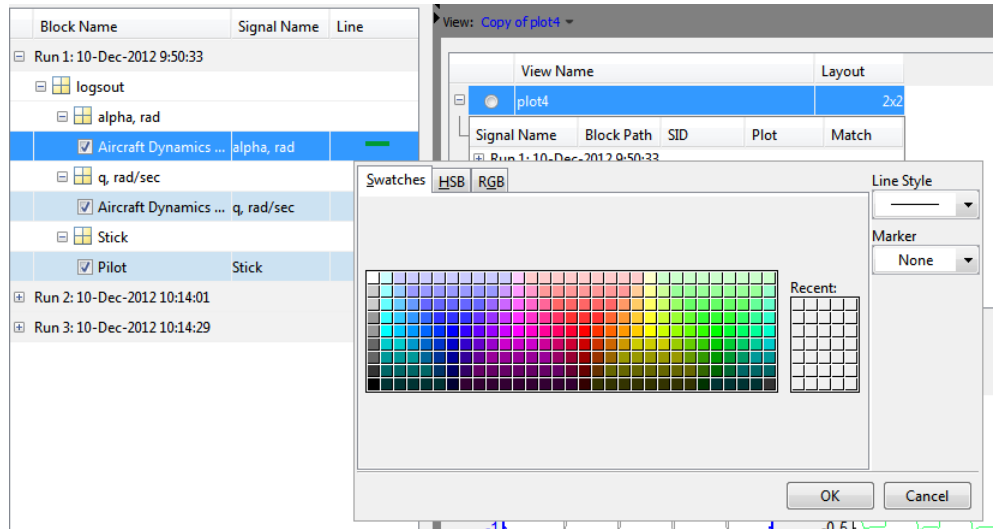 Block Name Signal Name Line
Run 1: 10-Dec-2012 9:50:33
logsout
alpha, rad
Aircraft Dynamics ... alpha, rad
q, rad/sec
Aircraft Dynamics ... q, rad/sec
Stick
Pilot Stick
Run 2: 10-Dec-2012 10:14:01
Run 3: 10-Dec-2012 10:14:29
View: Copy of plot4
View Name Layout
plot4 2x2
Signal Name Block Path SID Plot Match
Run 1: 10-Dec-2012 9:50:33
Swatches HSB RGB
Line Style
Marker
None
Recent:
OK Cancel
-1 -0.5